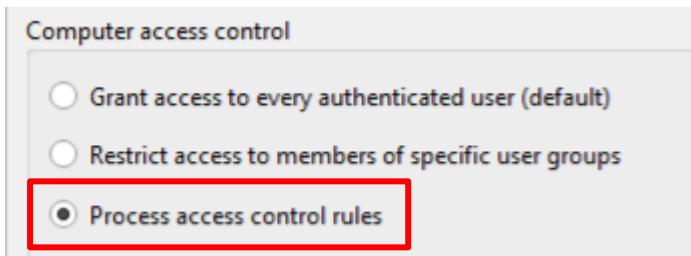 Computer access control
Grant access to every authenticated user (default)
Restrict access to members of specific user groups
Process access control rules